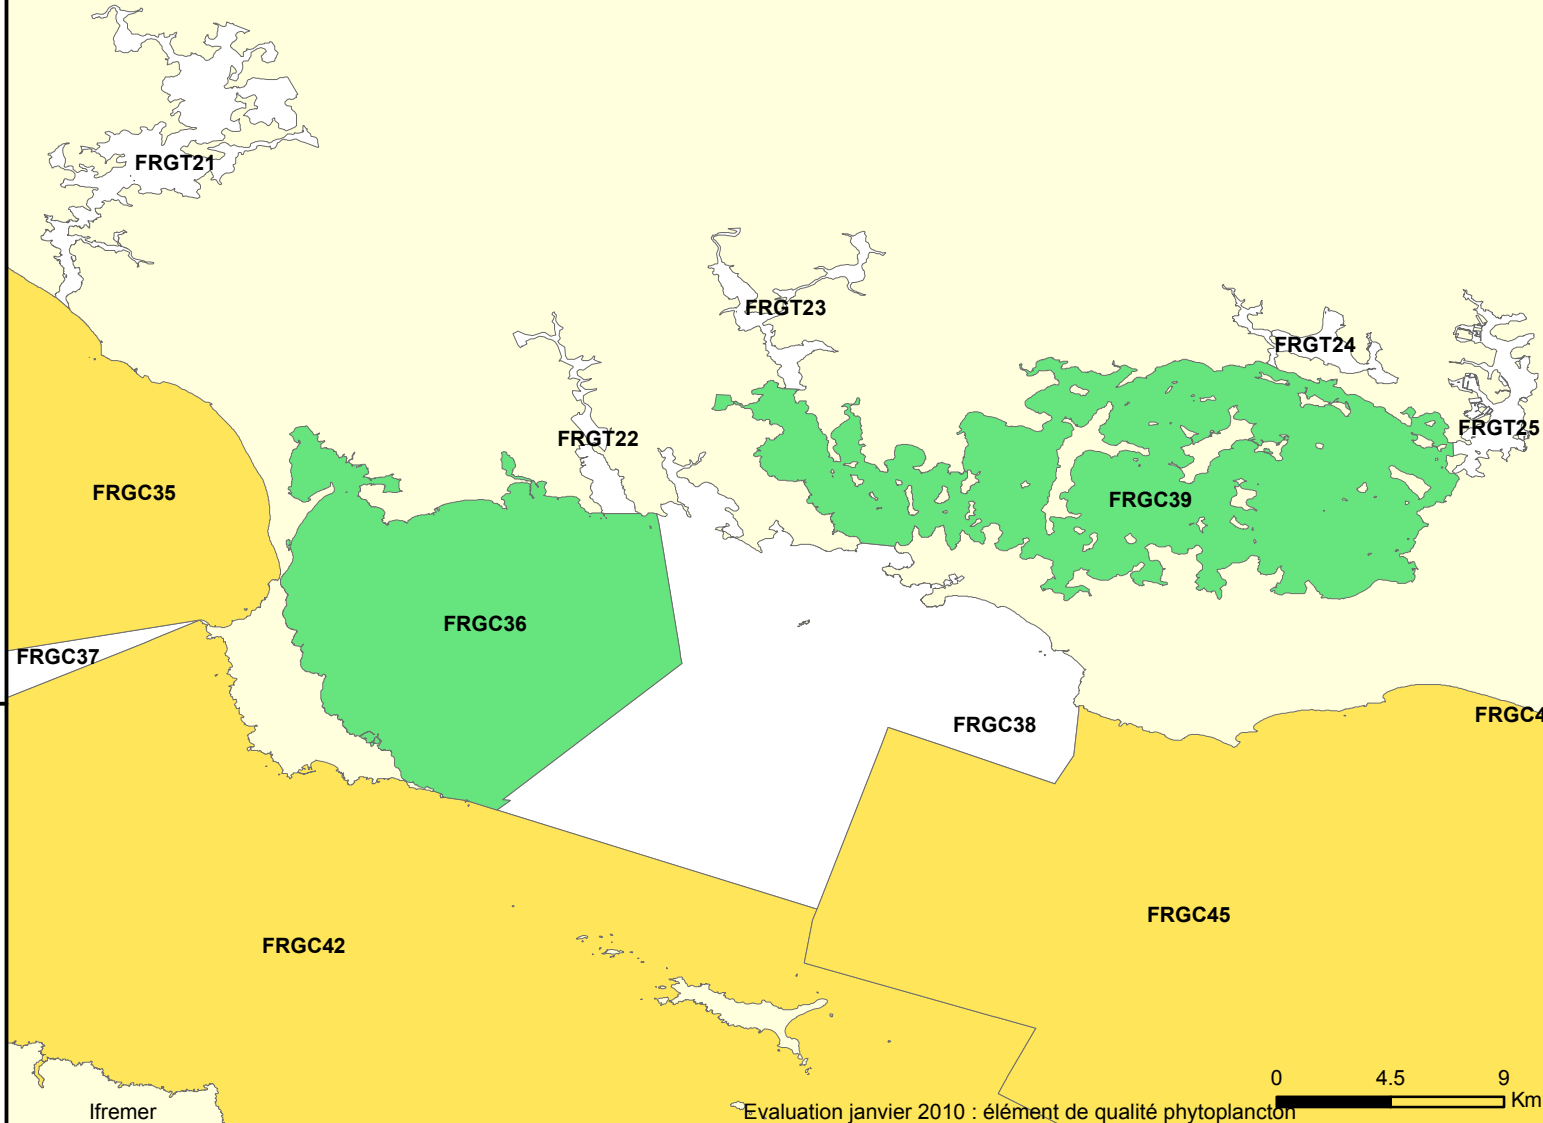 FRGT21
FRGT23
FRGT24
FRGT25
FRGT22
FRGC35
FRGC39
FRGC36
FRGC37
FRGC38
FRGC4
FRGC45
FRGC42
0 4.5 9
Km
Ifremer
Evaluation janvier 2010 : élément de qualité phytoplancton